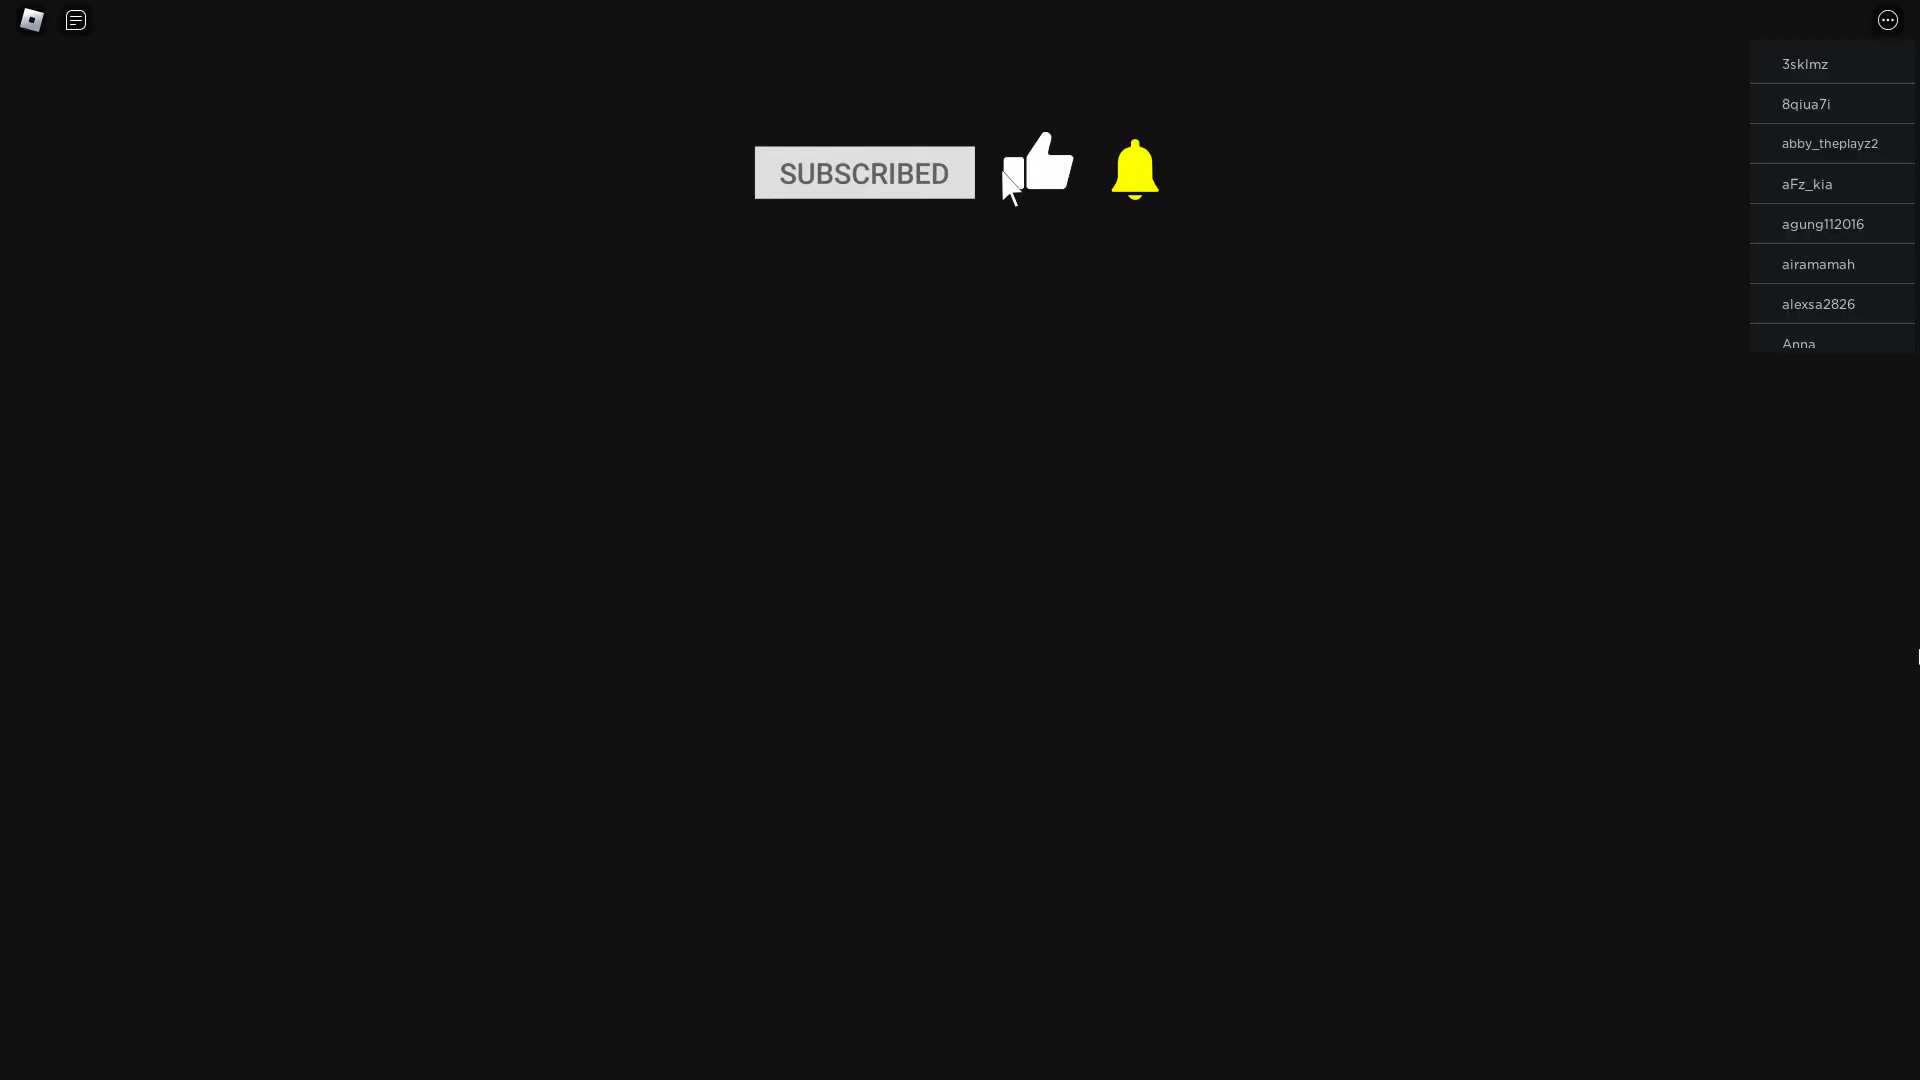 3sklmz
8qiua7i
abby_theplayz2
SUBSCRIBED
aFz_kia
agung112016
airamamah
alexsa2826
Anna